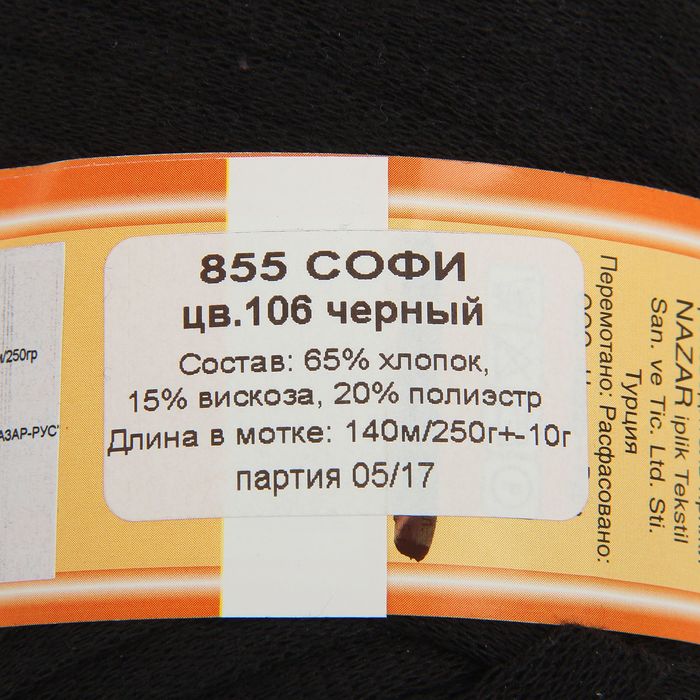 855 СОФИ
цв.106 черный
Состав: 65% хлопок,
15% вискоза, 20% полиэстр
Длина в мотке: 140м/250г+-10г
партия 05/17
/250гр
АЗАР-РУС"
NAZAR iplik Tekstil
San. ve Tic. Ltd. Sti.
Турция
Перемотано: Расфасовано: